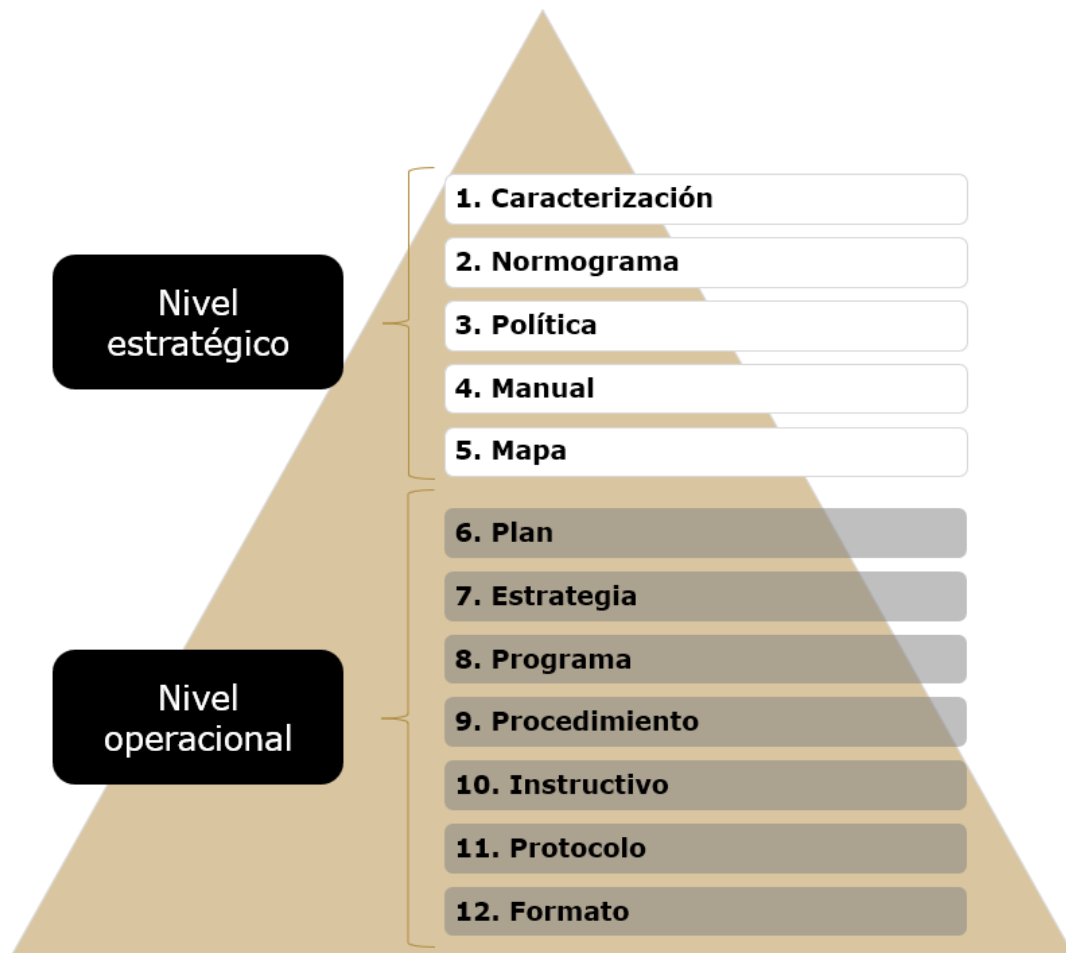 1. Caracterización
2. Normograma
3. Política
4. Manual
5. Mapa
Nivel
estratégico
6. Plan
7. Estrategia
8. Programa
9. Procedimiento
10. Instructivo
11. Protocolo
12. Formato
Nivel
operacional